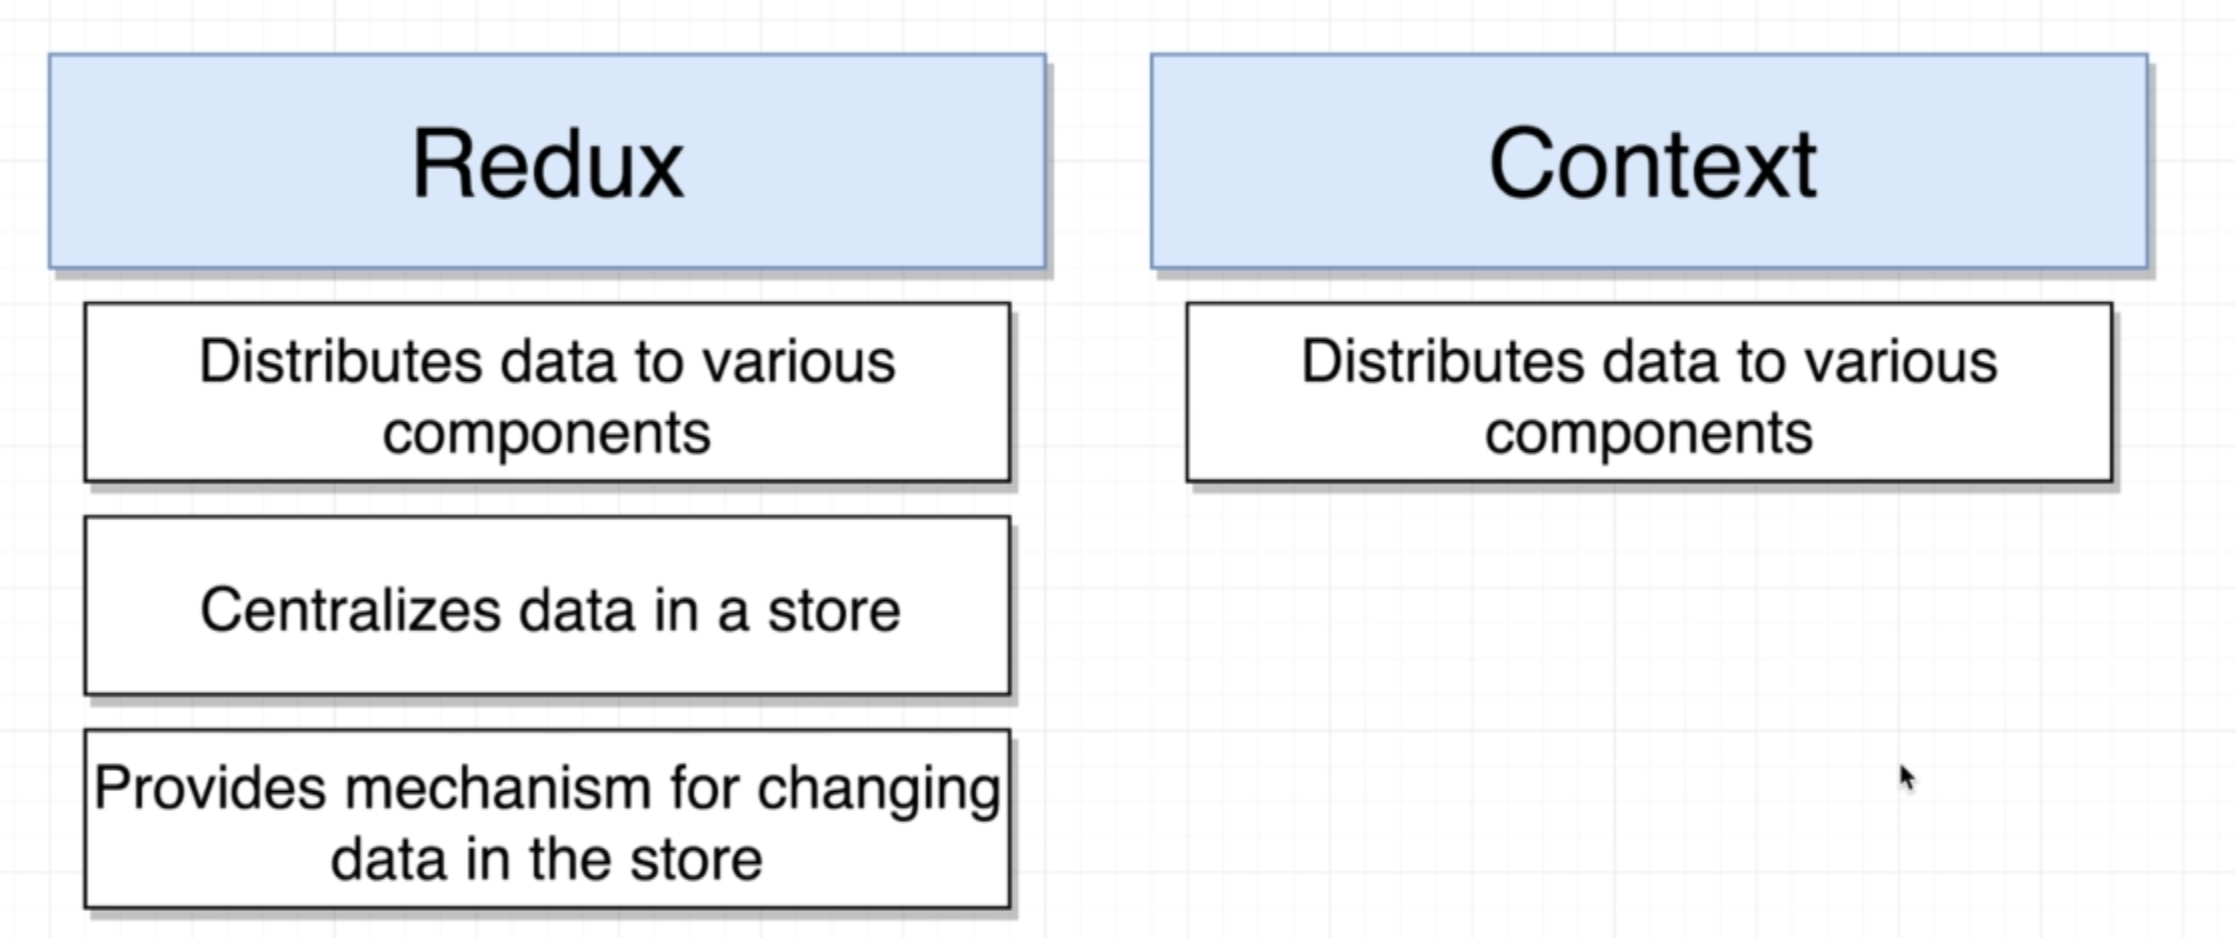 Redux
Distributes data to various
components
Centralizes data in a store
Provides mechanism for changing
data in the store
Context
Distributes data to various
components